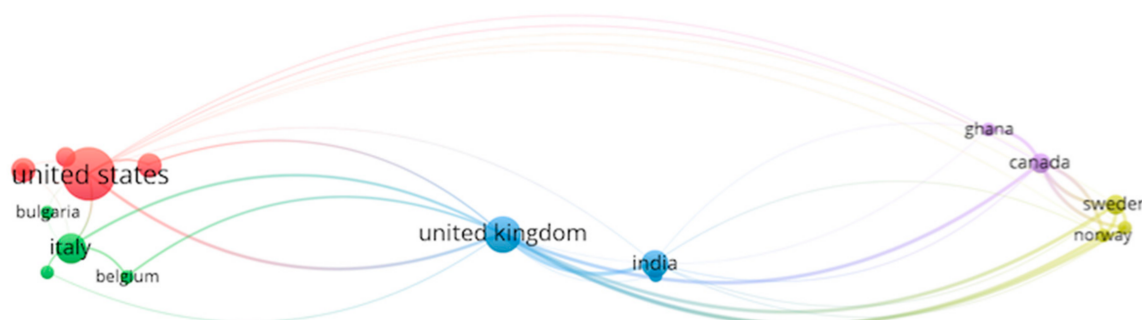 ghana
canada
united states
sweden
bulgaria
norway
united kingdom
italy
india
belgium